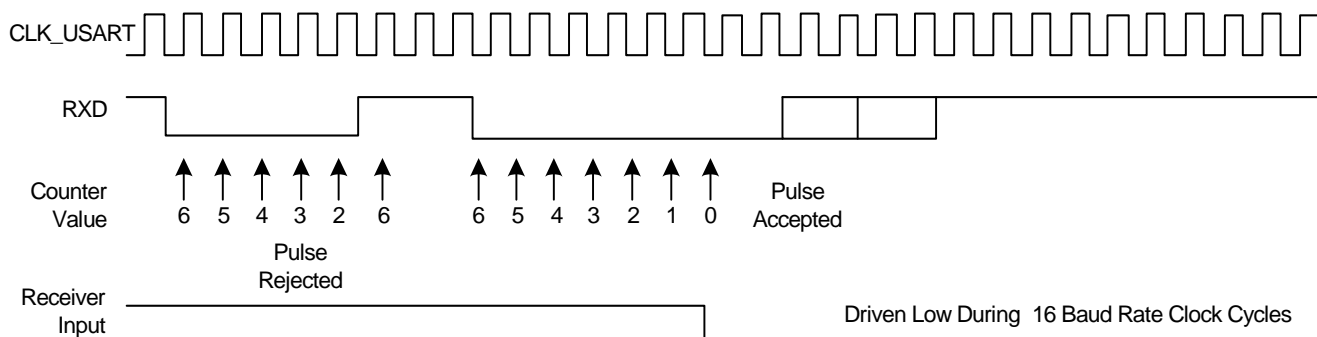 CLK_USART
RXD
Counter
Value
6 5 4 3 2 6 6 5 4 3 2 1 0
Pulse
Accepted
Pulse
Rejected
Receiver
Input
Driven Low During 16 Baud Rate Clock Cycles